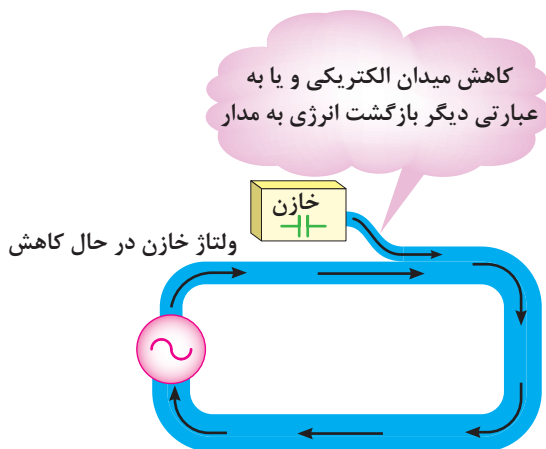 کاهش میدان الکتریکی و یا به
عبارتی دیگر بازگشت انرژی به مدار
خازن
ولتاژ خازن در حال کاهش